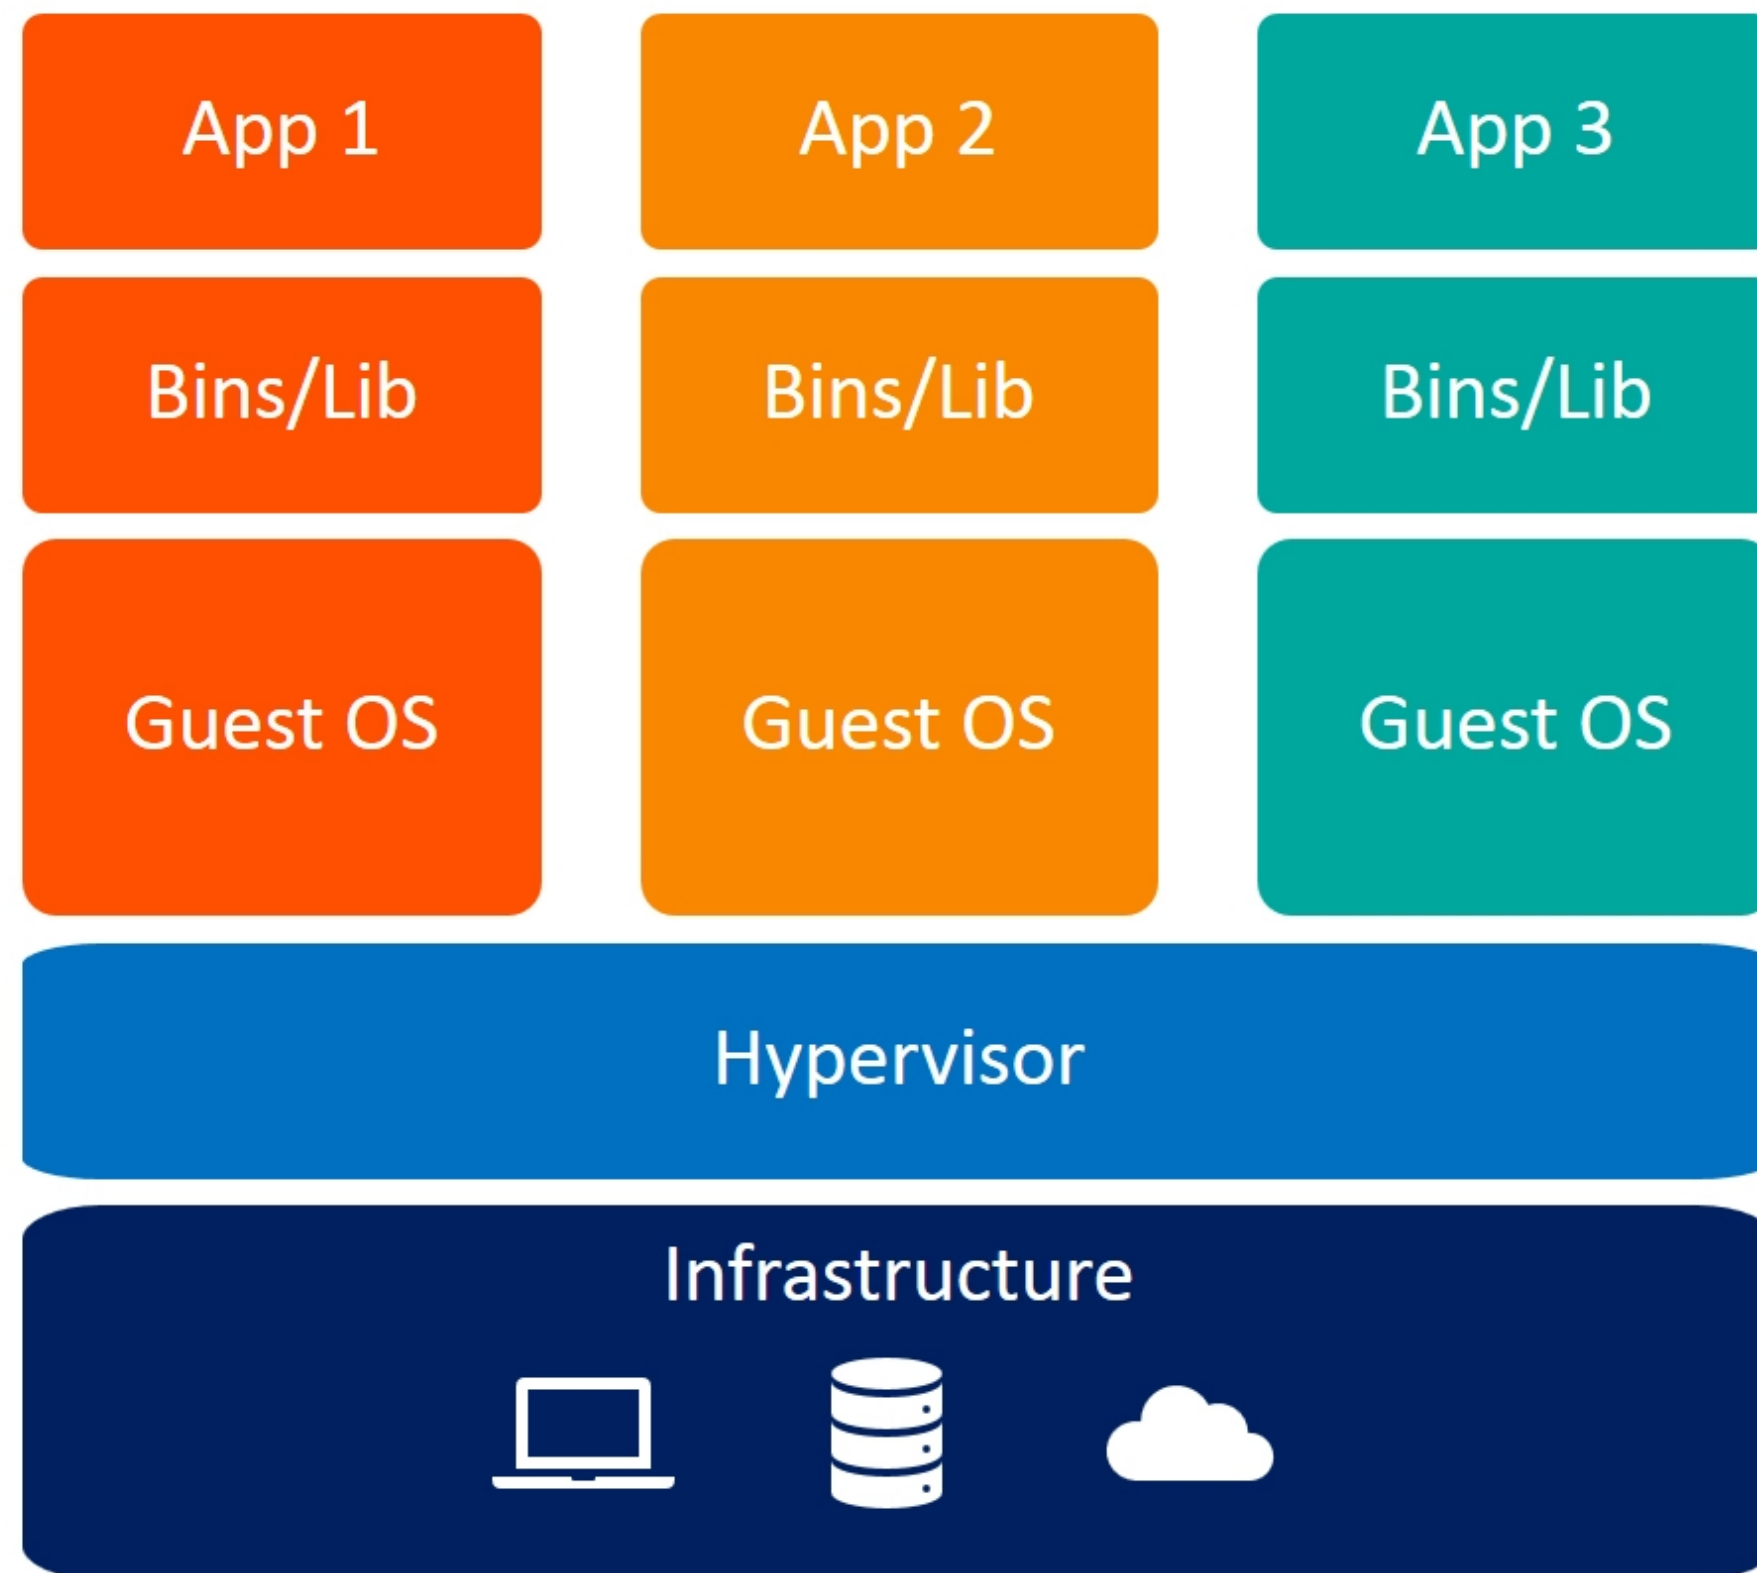 App 1
App 2
App 3
Bins/Lib
Bins/Lib
Bins/Lib
Guest OS
Guest OS
Guest OS
Hypervisor
Infrastructure